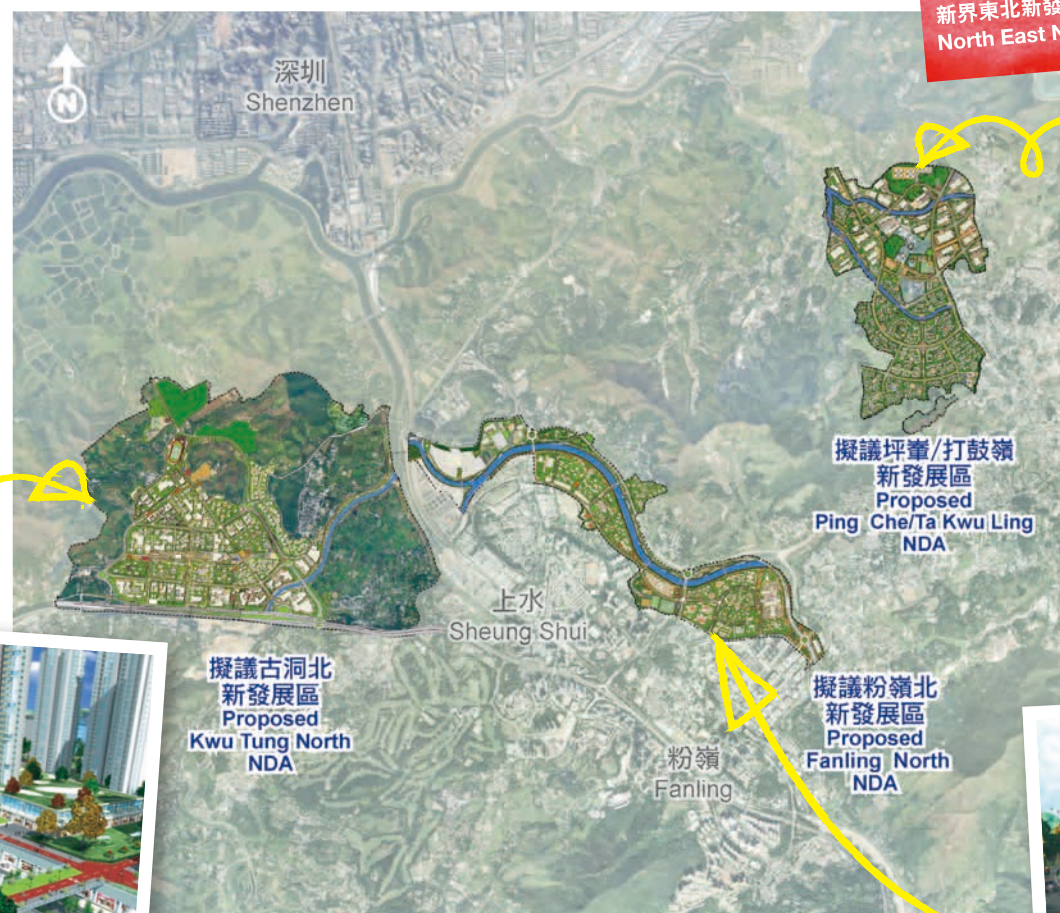 新界東北新發
North East N
N
深圳
Shenzhen
擬議坪輋/打鼓嶺
新發展區
Proposed
Ping Che/Ta Kwu Ling
NDA
上水
Sheung Shui
擬議古洞北
新發展區
Proposed
Kwu Tung North
NDA
擬議粉嶺北
新發展區
Proposed
Fanling North
NDA
粉嶺
Fanling